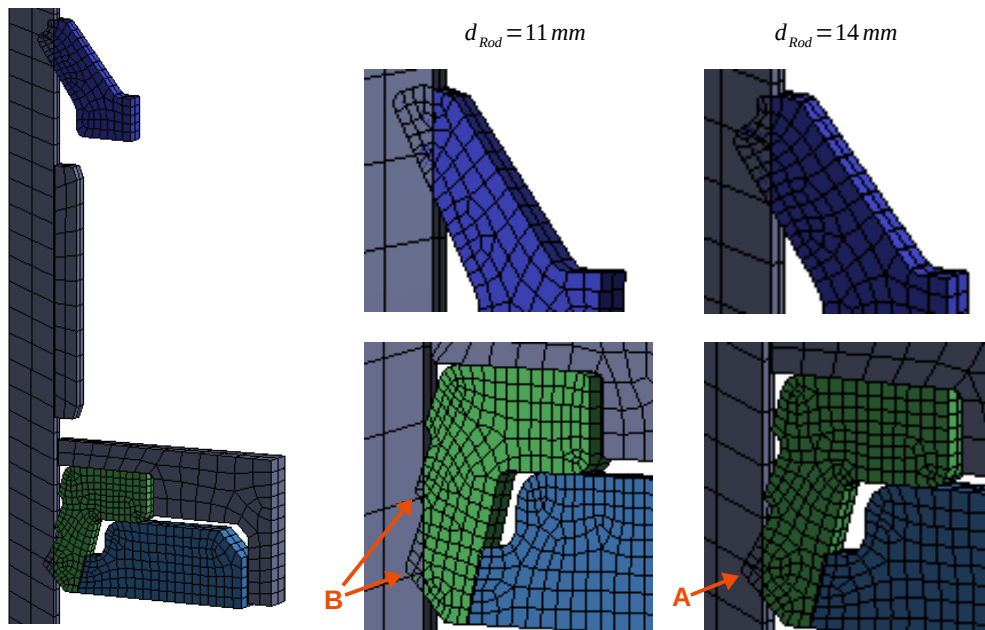 d_Rod = 11 mm
d_Rod = 14 mm
B
A